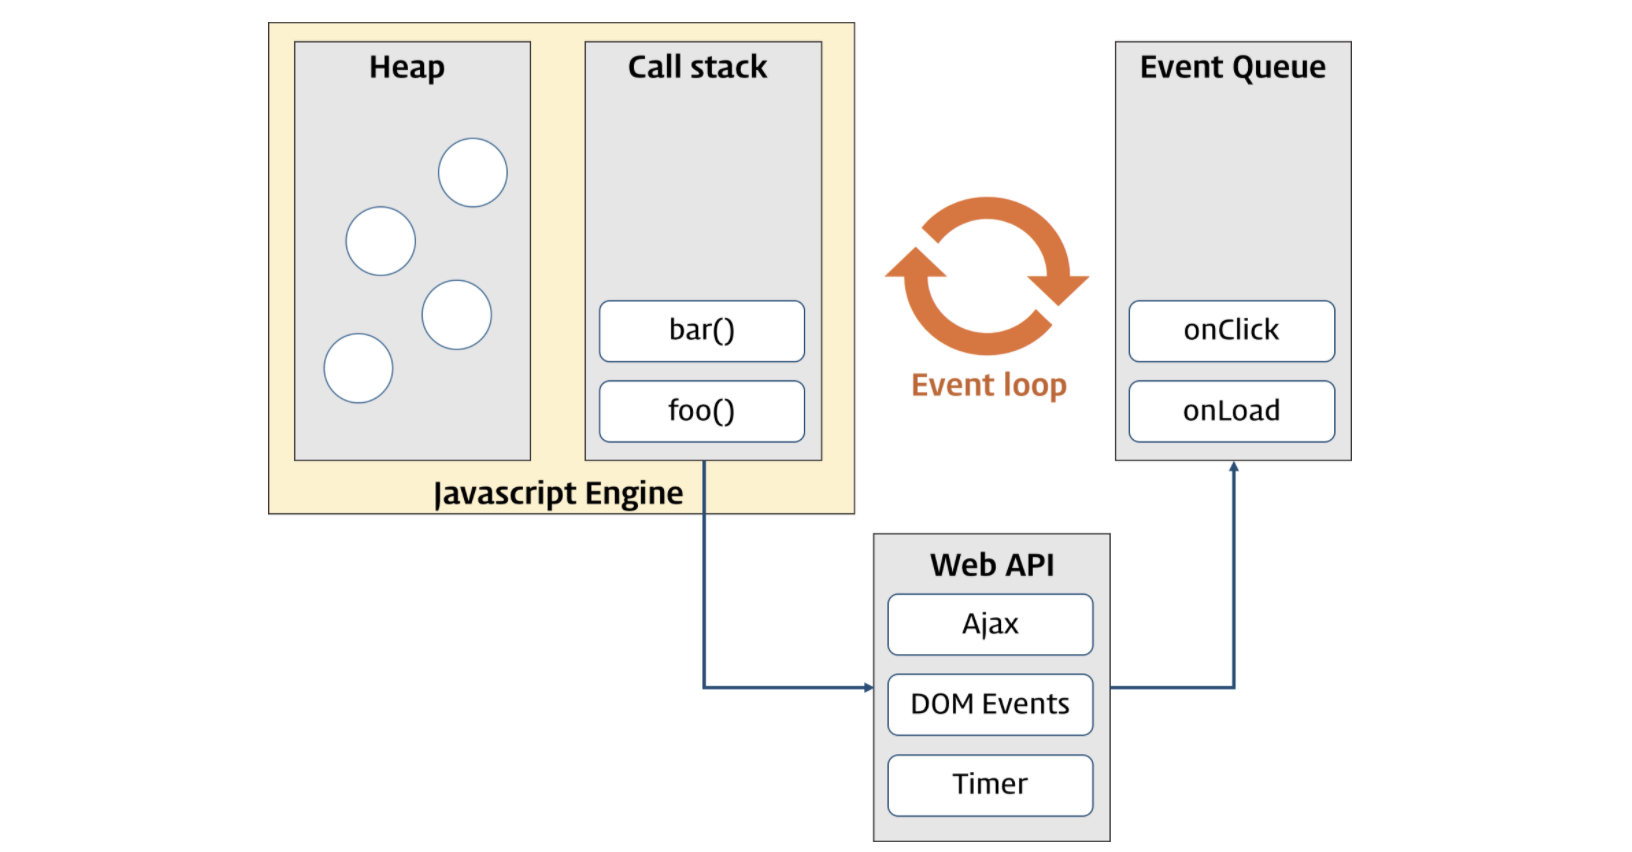 Heap
Call stack
bar()
foo()
Javascript Engine
Event loop
Event Queue
onClick
onLoad
Web API
Ajax
DOM Events
Timer